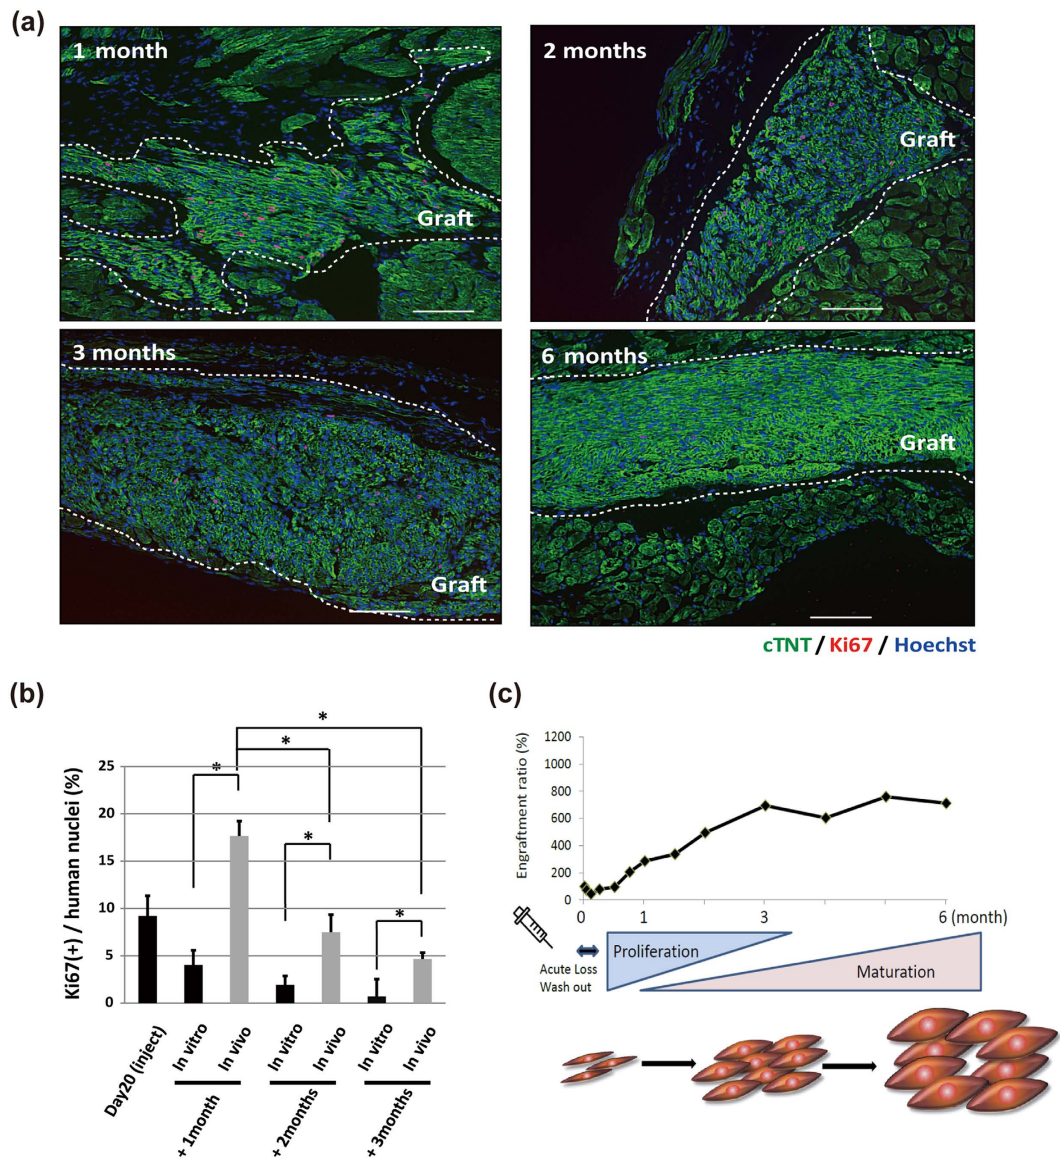 (a)
1 month
Graft
2 months
Graft
3 months
Graft
6 months
Graft
cTNT / Ki67 / Hoechst
(b)
Ki67(+) / human nuclei (%)
25
20
15
10
5
0
*
*
*
*
*
Day20 (inject)
In vitro
In vivo
In vitro
In vivo
In vitro
In vivo
+ 1month
+ 2months
+ 3months
(c)
Engraftment ratio (%)
1200
1000
800
600
400
200
0
0
1
3
6 (month)
Acute Loss
Wash out
Proliferation
Maturation